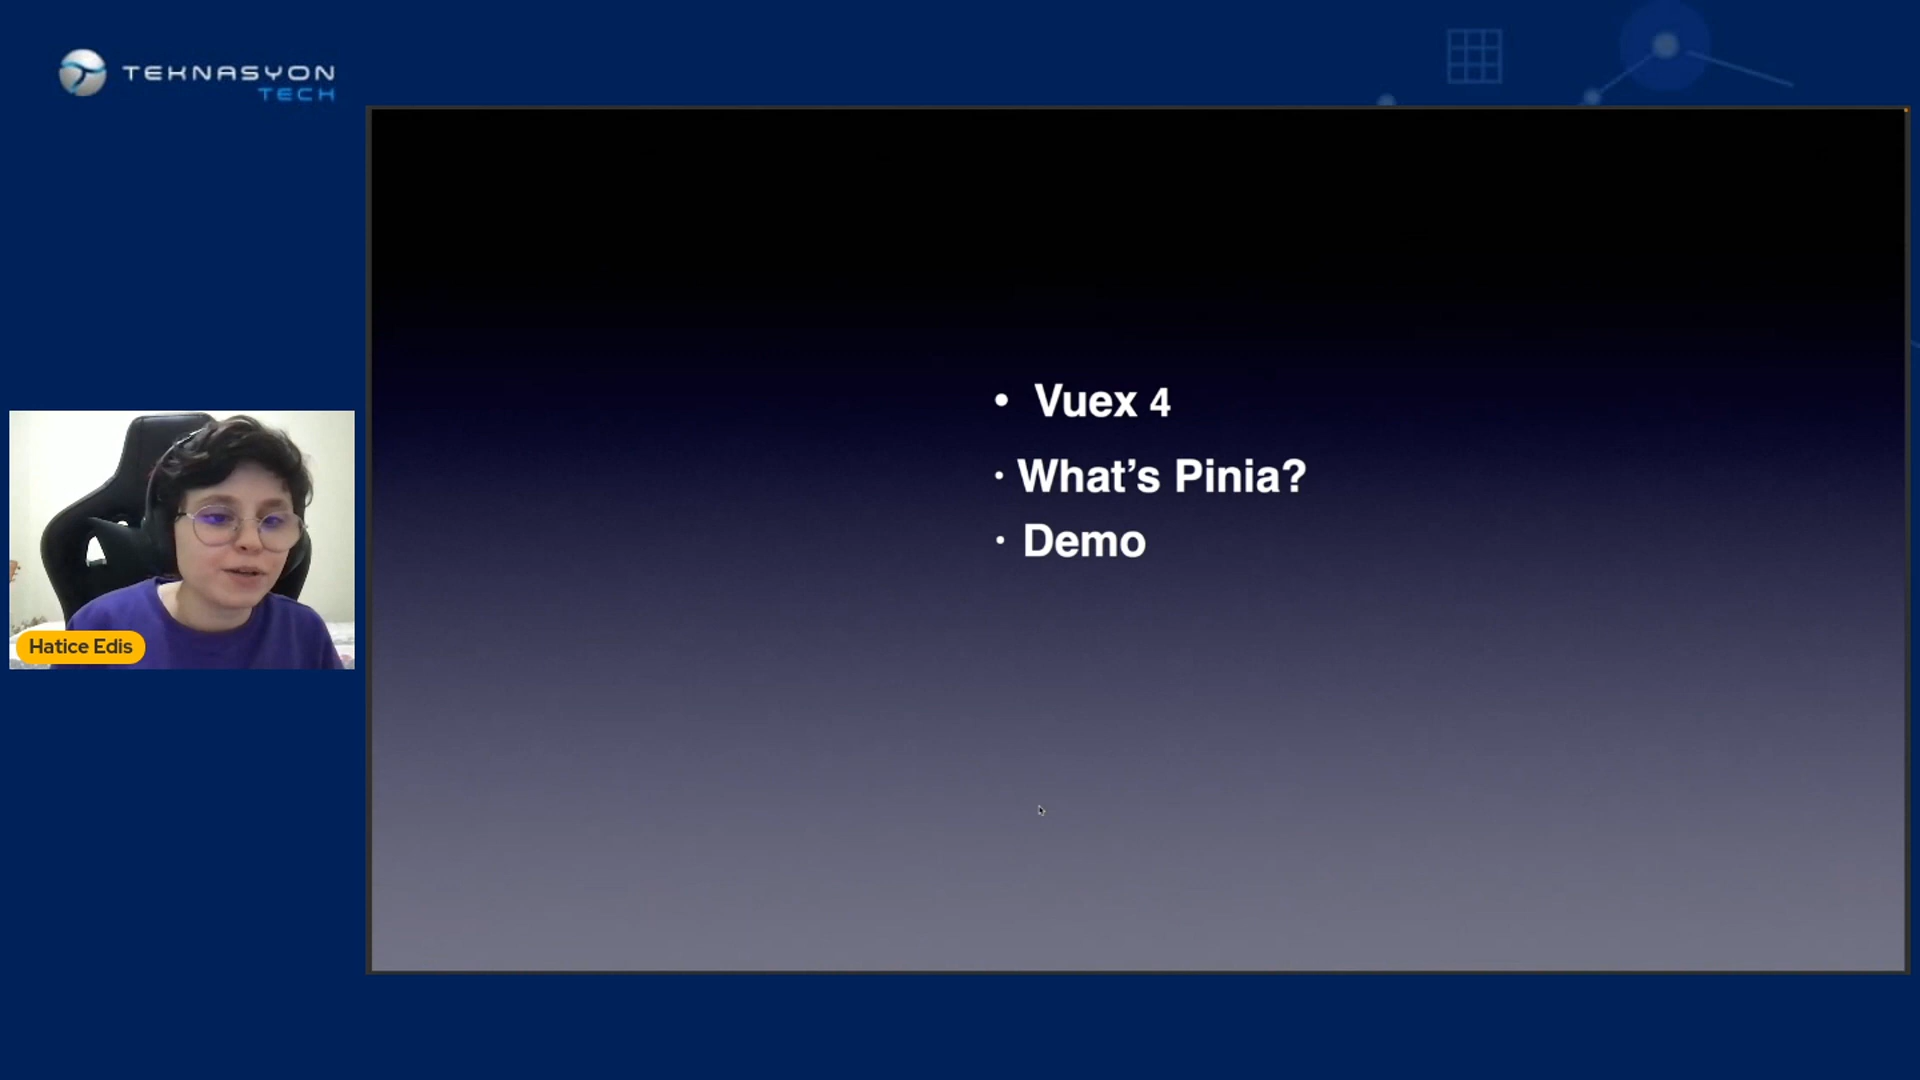 TEKNASYON
TECH
• Vuex 4
• What’s Pinia?
• Demo
Hatice Edis